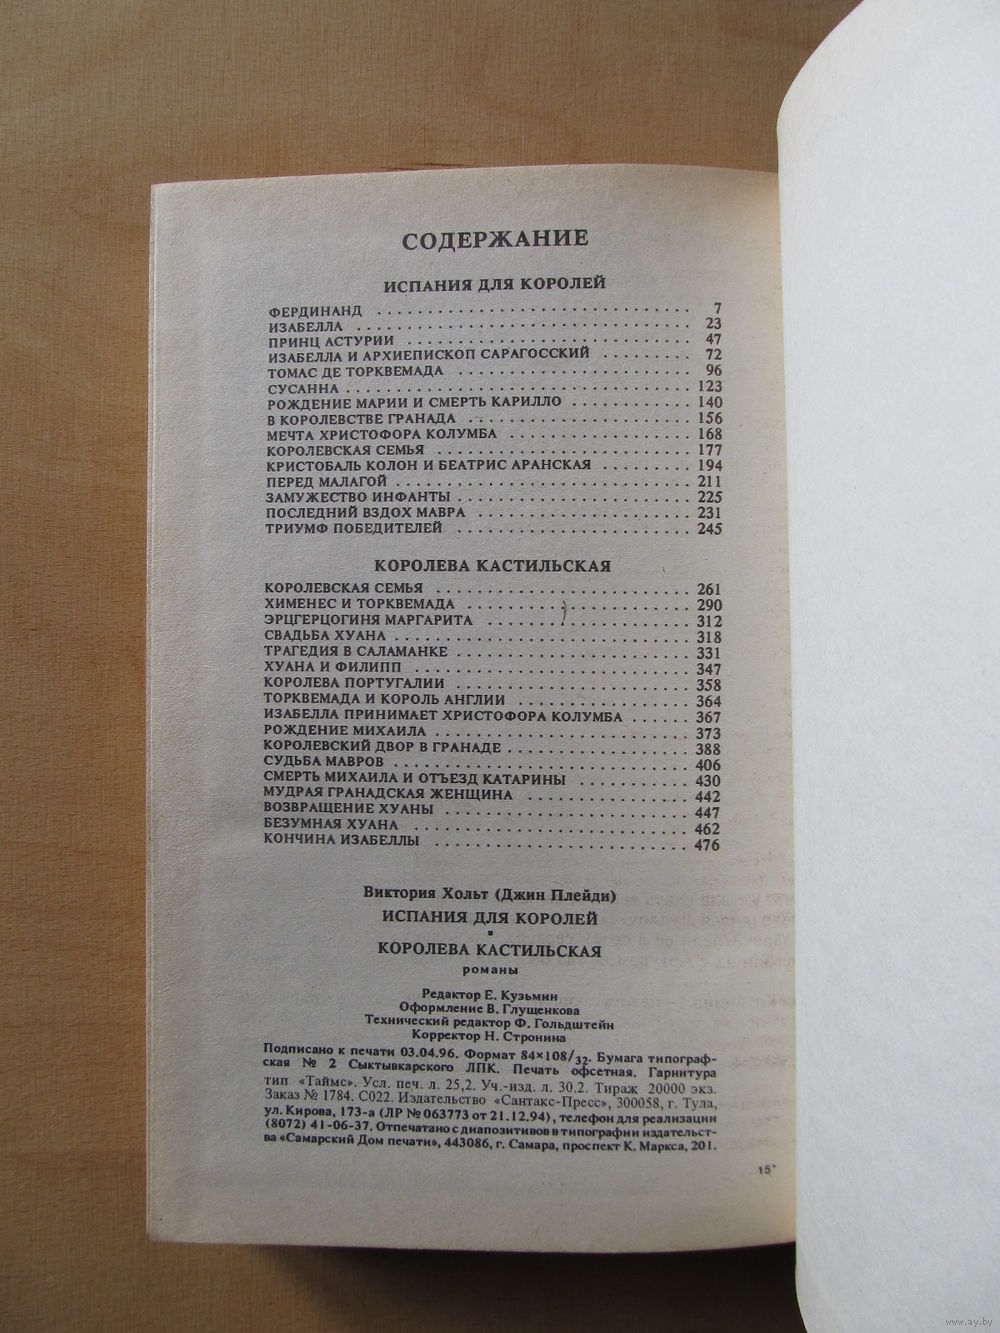 СОДЕРЖАНИЕ
ИСПАНИЯ ДЛЯ КОРОЛЕЙ
ФЕРДИНАНД . . . . . . . . . . . . . . . . . . . . . . . . . 7
ИЗАБЕЛЛА . . . . . . . . . . . . . . . . . . . . . . . . . . 23
ПРИНЦ АСТУРИИ . . . . . . . . . . . . . . . . . . . . . . . 47
ИЗАБЕЛЛА И АРХИЕПИСКОП САРАГОССКИЙ . . . . . . . 72
ТОМАС ДЕ ТОРКВЕМАДА . . . . . . . . . . . . . . . . . . . 96
СУСАННА . . . . . . . . . . . . . . . . . . . . . . . . . . . 123
РОЖДЕНИЕ МАРИИ И СМЕРТЬ КАРИЛЛО . . . . . . . . . . 140
В КОРОЛЕВСТВЕ ГРАНАДА . . . . . . . . . . . . . . . . . . 156
МЕЧТА ХРИСТОФОРА КОЛУМБА . . . . . . . . . . . . . . . 168
КОРОЛЕВСКАЯ СЕМЬЯ . . . . . . . . . . . . . . . . . . . . 177
КРИСТОБАЛЬ КОЛОН И БЕАТРИС АРАНСКАЯ . . . . . . . 194
ПЕРЕД МАЛАГОЙ . . . . . . . . . . . . . . . . . . . . . . . 211
ЗАМУЖЕСТВО ИНФАНТЫ . . . . . . . . . . . . . . . . . . . 225
ПОСЛЕДНИЙ ВЗДОХ МАВРА . . . . . . . . . . . . . . . . . 231
ТРИУМФ ПОБЕДИТЕЛЕЙ . . . . . . . . . . . . . . . . . . . 245
КОРОЛЕВА КАСТИЛЬСКАЯ
КОРОЛЕВСКАЯ СЕМЬЯ . . . . . . . . . . . . . . . . . . . . 261
ХИМЕНЕС И ТОРКВЕМАДА . . . . . . . . . . . . . . . . . . 290
ЭРЦГЕРЦОГИНЯ МАРГАРИТА . . . . . . . . . . . . . . . . . 312
СВАДЬБА ХУАНА . . . . . . . . . . . . . . . . . . . . . . . 318
ТРАГЕДИЯ В САЛАМАНКЕ . . . . . . . . . . . . . . . . . . 331
ХУАНА И ФИЛИПП . . . . . . . . . . . . . . . . . . . . . . 347
КОРОЛЕВА ПОРТУГАЛИИ . . . . . . . . . . . . . . . . . . . 358
ТОРКВЕМАДА И КОРОЛЬ АНГЛИИ . . . . . . . . . . . . . . 364
ИЗАБЕЛЛА ПРИНИМАЕТ ХРИСТОФОРА КОЛУМБА . . . . . 367
РОЖДЕНИЕ МИХАИЛА . . . . . . . . . . . . . . . . . . . . 373
КОРОЛЕВСКИЙ ДВОР В ГРАНАДЕ . . . . . . . . . . . . . . 388
СУДЬБА МАВРОВ . . . . . . . . . . . . . . . . . . . . . . . 406
СМЕРТЬ МИХАИЛА И ОТЪЕЗД КАТАРИНЫ . . . . . . . . . 430
МУДРАЯ ГРАНАДСКАЯ ЖЕНЩИНА . . . . . . . . . . . . . 442
ВОЗВРАЩЕНИЕ ХУАНЫ . . . . . . . . . . . . . . . . . . . . 447
БЕЗУМНАЯ ХУАНА . . . . . . . . . . . . . . . . . . . . . . 462
КОНЧИНА ИЗАБЕЛЛЫ . . . . . . . . . . . . . . . . . . . . 476
Виктория Хольт (Джин Плейди)
ИСПАНИЯ ДЛЯ КОРОЛЕЙ
КОРОЛЕВА КАСТИЛЬСКАЯ
романы
Редактор Е. Кузьмин
Оформление В. Глущенкова
Технический редактор Ф. Гольдштейн
Корректор Н. Стронина
Подписано к печати 03.04.96. Формат 84×108/32. Бумага типограф-
ская № 2 Сыктывкарского ЛПК. Печать офсетная. Гарнитура
тип «Таймс». Усл. печ. л. 25,2. Уч.-изд. л. 30.2. Тираж 20000 экз.
Заказ № 1784. С022. Издательство «Сантакс-Пресс», 300058, г. Тула,
ул. Кирова, 173-а (ЛР № 063773 от 21.12.94), телефон для реализации
(8072) 41-06-37. Отпечатано с диапозитивов в типографии издательст-
ва «Самарский Дом печати», 443086, г. Самара, проспект К. Маркса, 201.
15*
www.ay.by